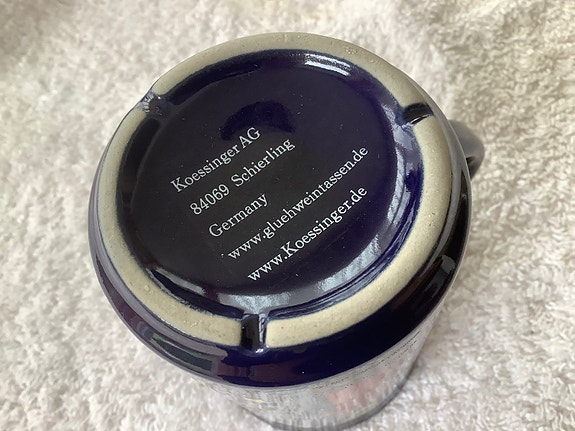 Koessinger AG
84069 Schierling
Germany
www.gluehweintassen.de
www.Koessinger.de